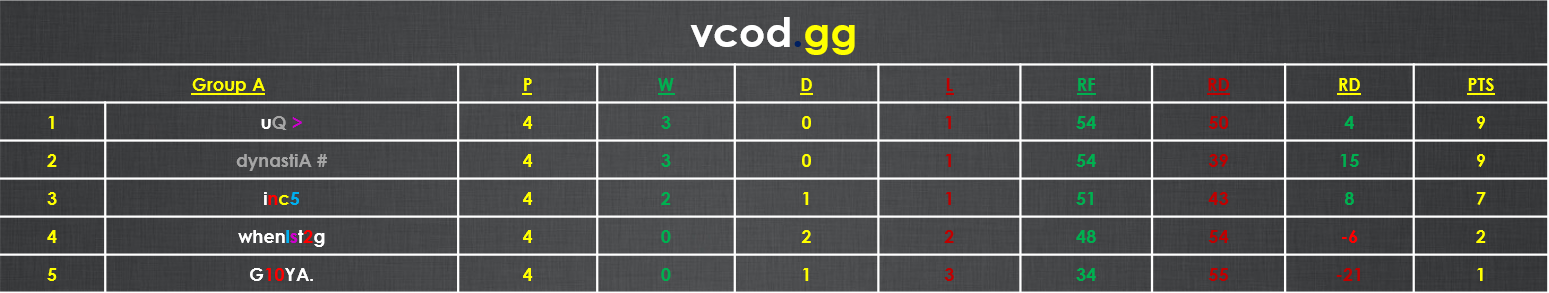 vcod.gg
Group A P W D L RF RD RD PTS
1 uQ > 4 3 0 1 54 50 4 9
2 dynastiA # 4 3 0 1 54 39 15 9
3 inc5 4 2 1 1 51 43 8 7
4 whenIst2g 4 0 2 2 48 54 -6 2
5 G10YA. 4 0 1 3 34 55 -21 1